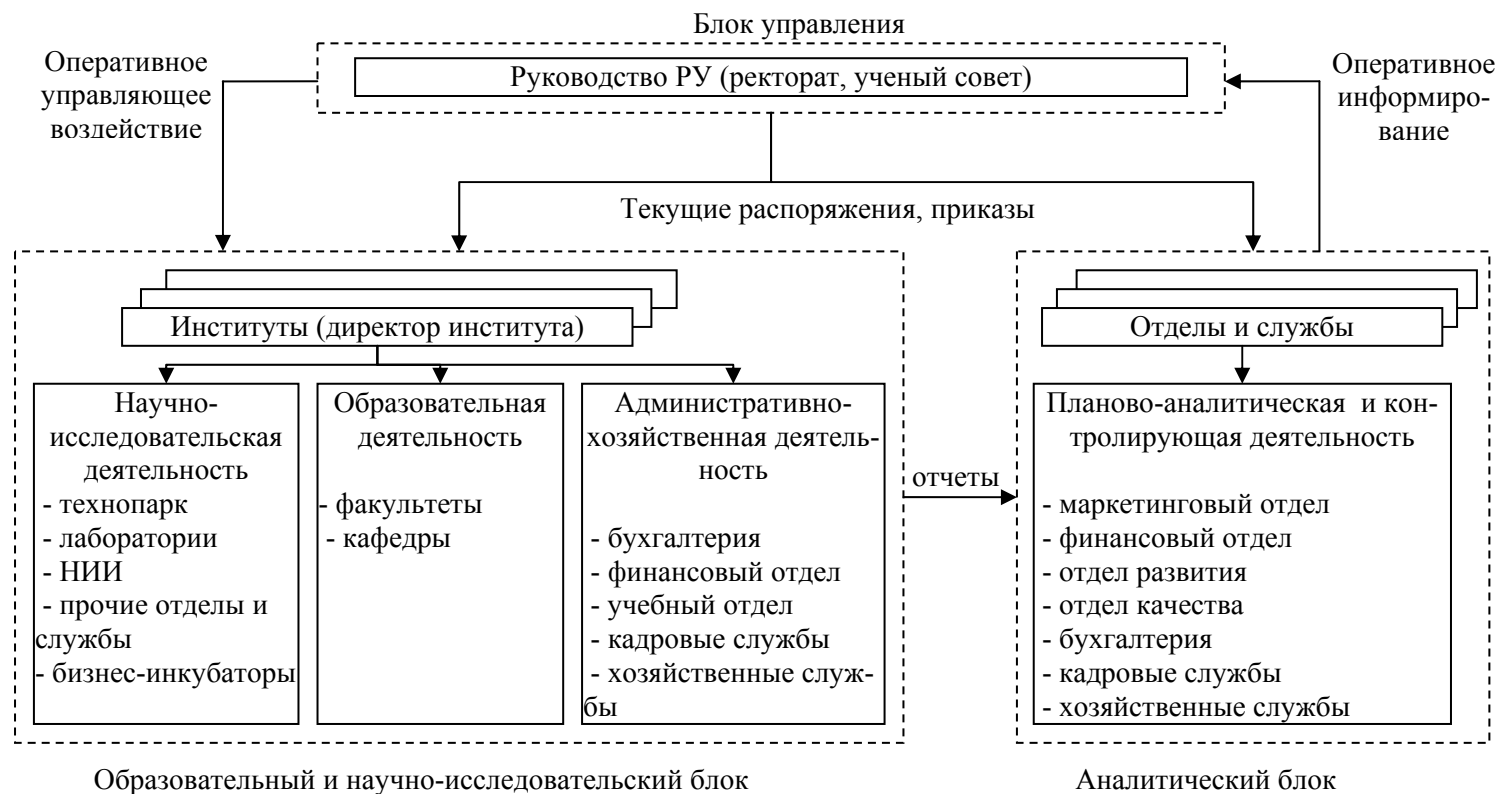 Блок управления
Оперативное
управляющее
воздействие
Руководство РУ (ректорат, ученый совет)
Оперативное
информиро-
вание
Текущие распоряжения, приказы
Институты (директор института)
Научно-
исследовательская
деятельность
- технопарк
- лаборатории
- НИИ
- прочие отделы и
службы
- бизнес-инкубаторы
Образовательная
деятельность
- факультеты
- кафедры
Административно-
хозяйственная деятель-
ность
- бухгалтерия
- финансовый отдел
- учебный отдел
- кадровые службы
- хозяйственные служ-
бы
отчеты
Отделы и службы
Планово-аналитическая и кон-
тролирующая деятельность
- маркетинговый отдел
- финансовый отдел
- отдел развития
- отдел качества
- бухгалтерия
- кадровые службы
- хозяйственные службы
Образовательный и научно-исследовательский блок
Аналитический блок